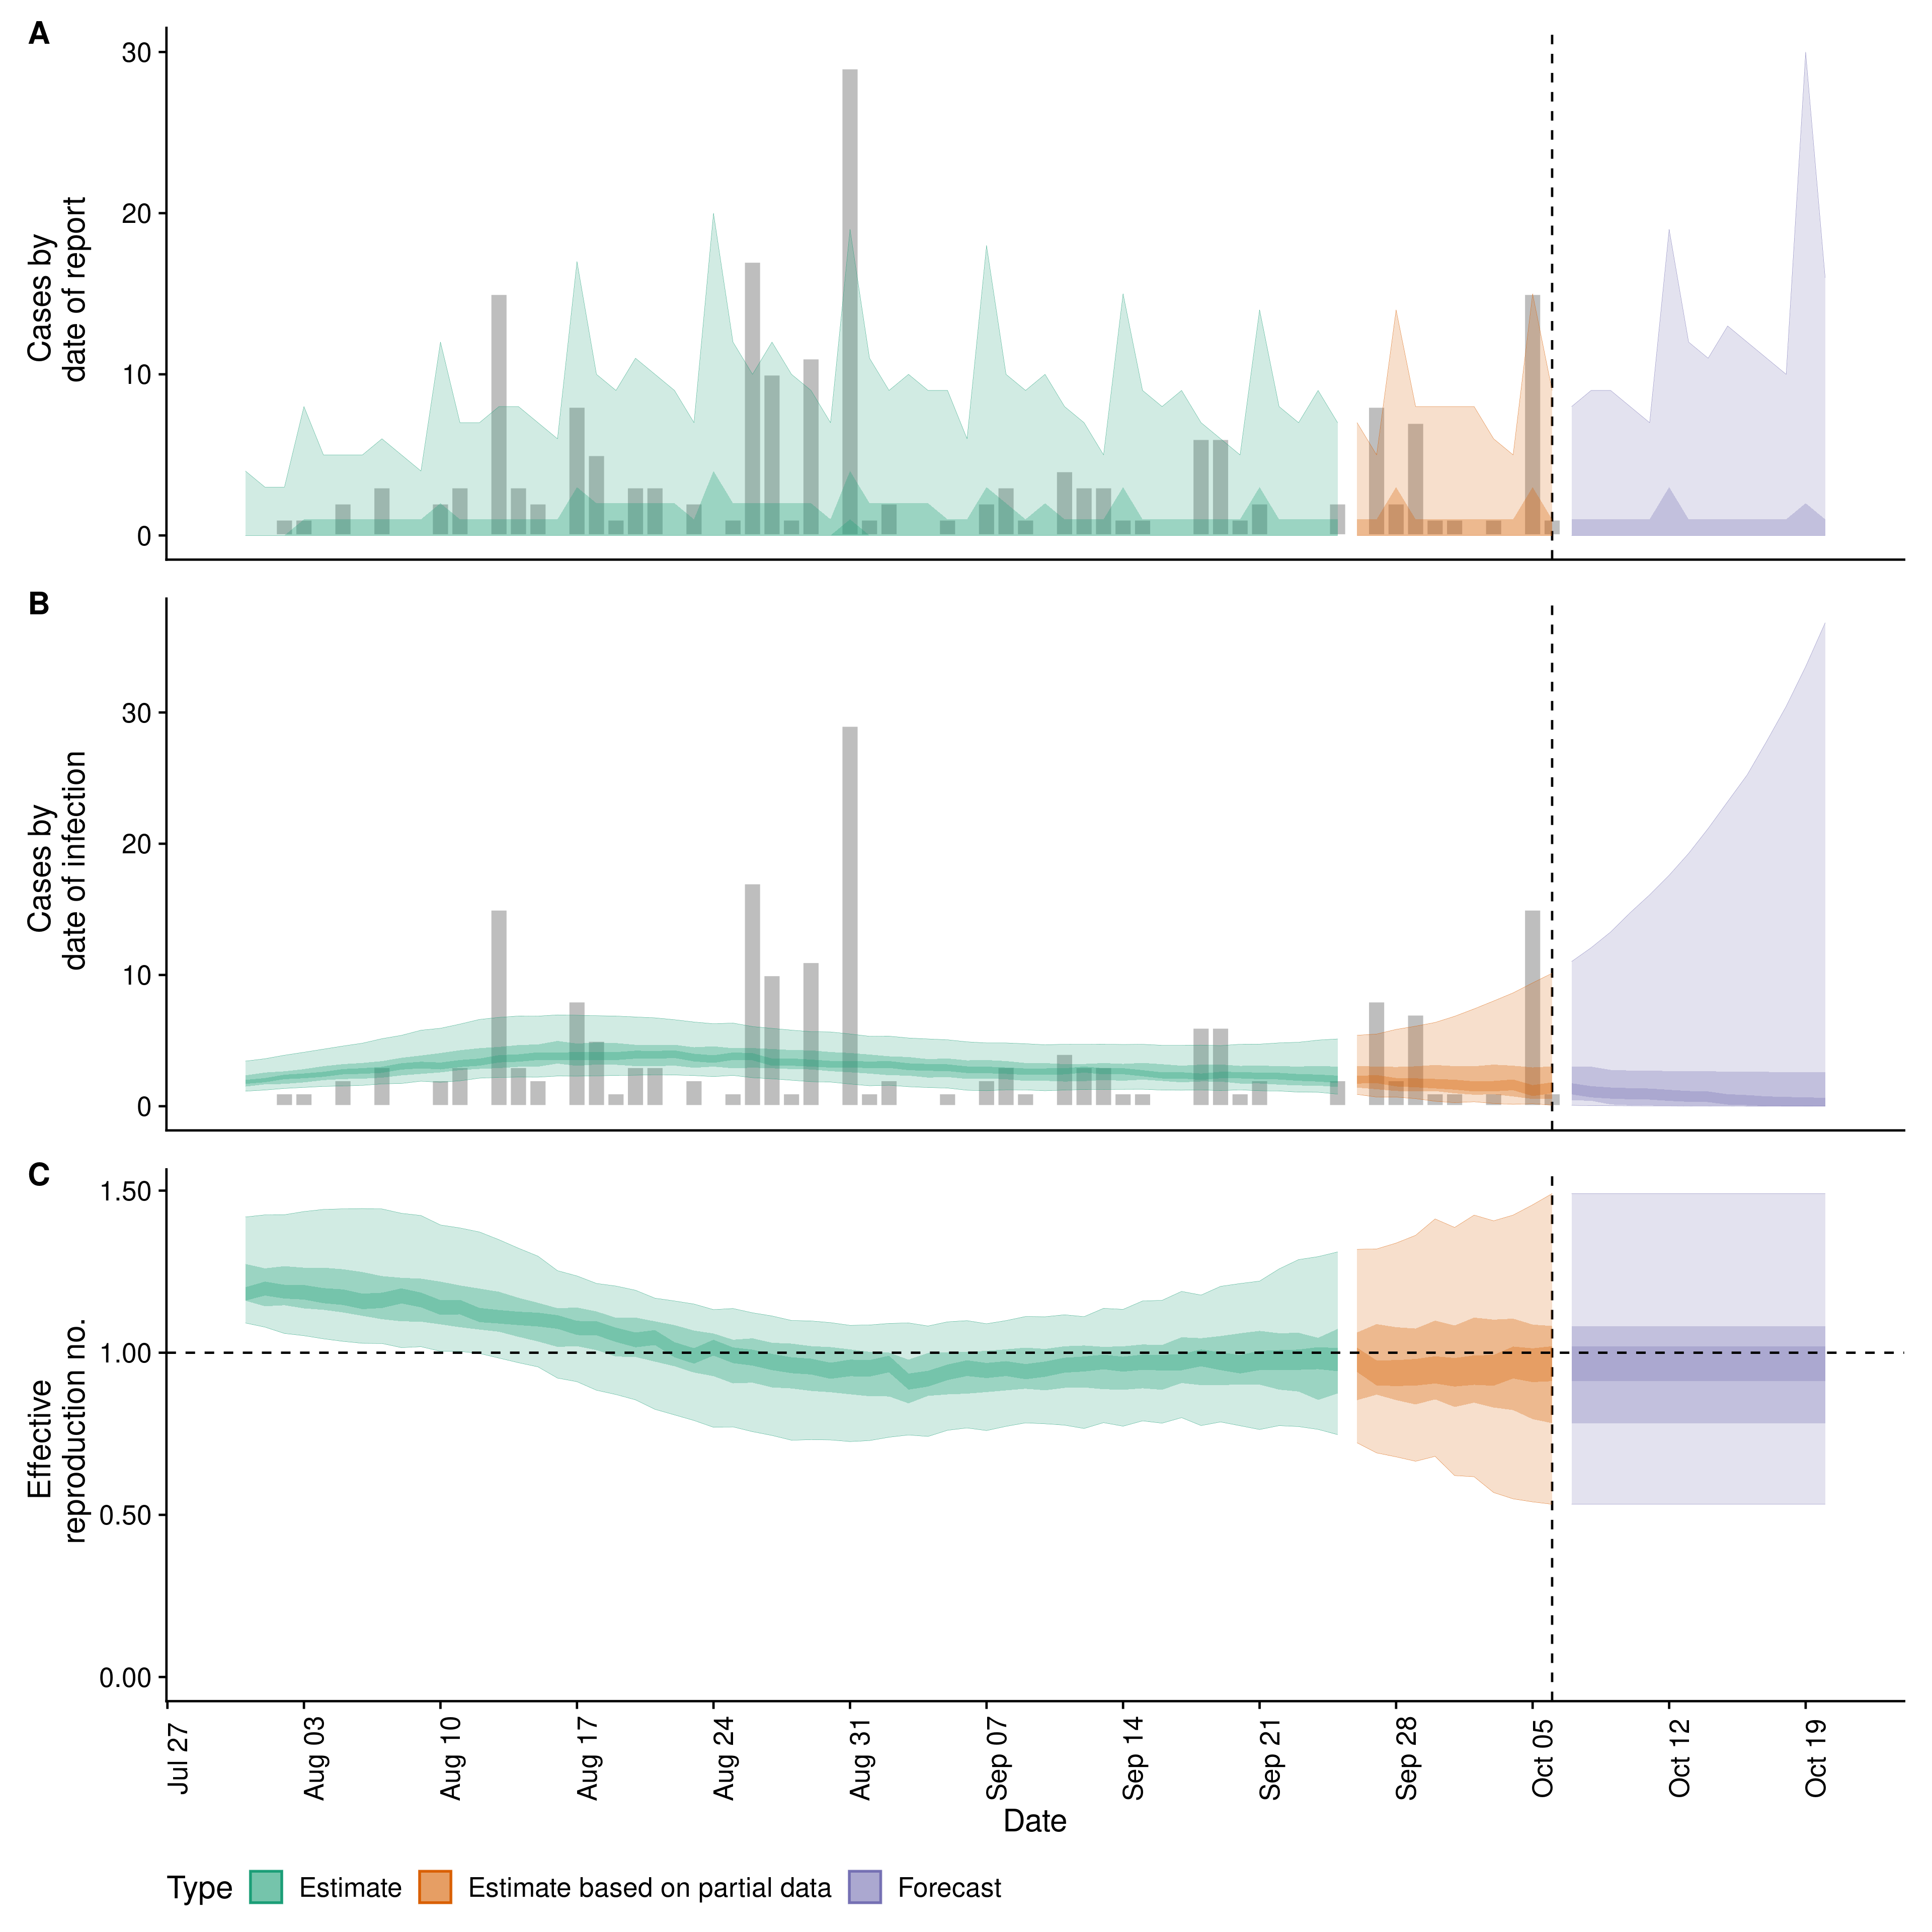 A
Cases by
date of report
30
20
10
0
B
Cases by
date of infection
30
20
10
0
C
Effective
reproduction no.
1.50
1.00
0.50
0.00
Jul 27
Aug 03
Aug 10
Aug 17
Aug 24
Aug 31
Sep 07
Sep 14
Sep 21
Sep 28
Oct 05
Oct 12
Oct 19
Date
Type Estimate Estimate based on partial data Forecast